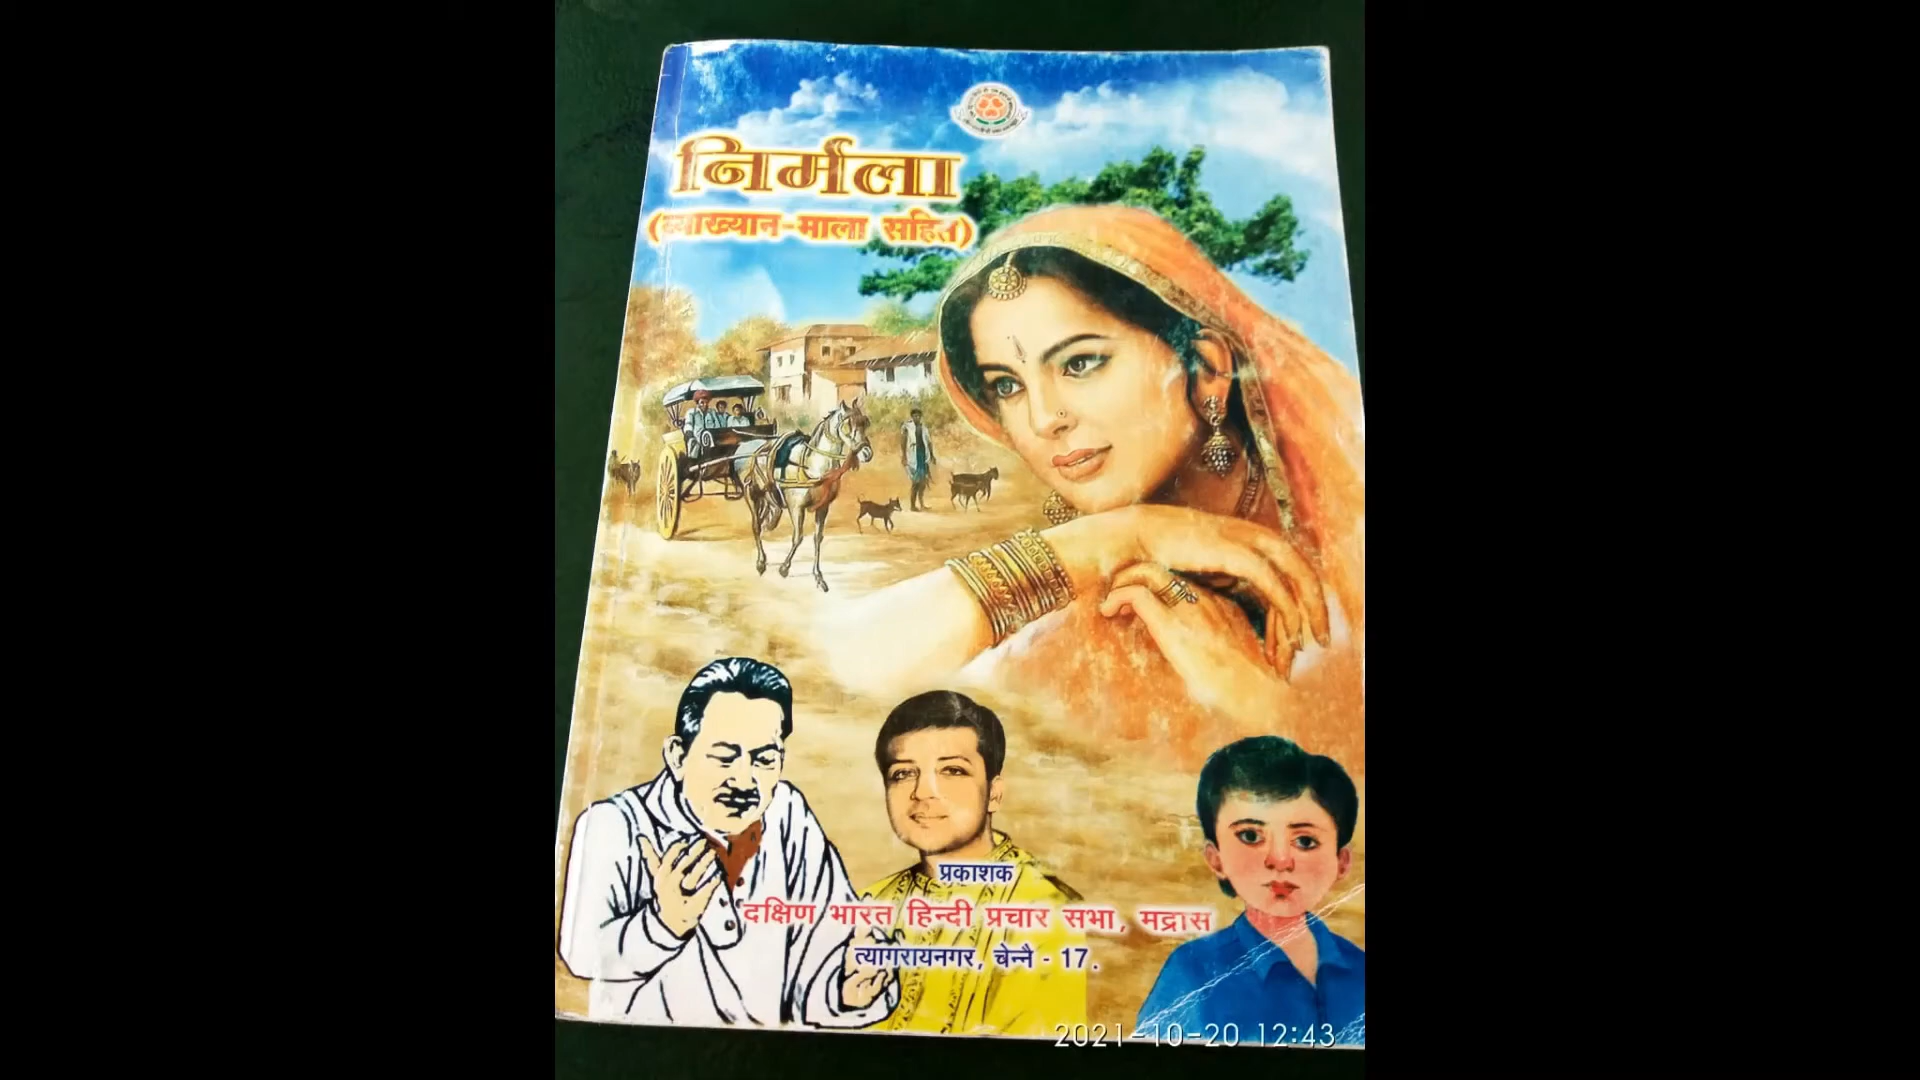 निर्मला
(व्याख्यान-माला सहित)
प्रकाशक
दक्षिण भारत हिन्दी प्रचार सभा, मद्रास
त्यागरायनगर, चेन्नै - 17.
2021-10-20 12:43